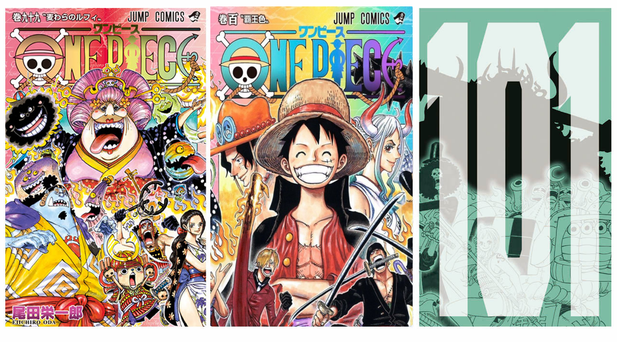 巻九十九 “麦わらのルフィ”
JUMP COMICS
ワンピース
ONE PIECE
尾田栄一郎
EIICHIRO ODA
巻百 “覇王色”
JUMP COMICS
ワンピース
ONE PIECE
101